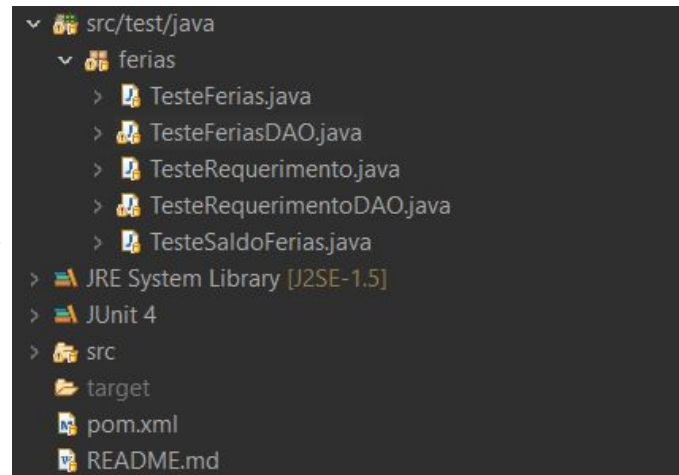 src/test/java
ferias
TesteFerias.java
TesteFeriasDAO.java
TesteRequerimento.java
TesteRequerimentoDAO.java
TesteSaldoFerias.java
JRE System Library [J2SE-1.5]
JUnit 4
src
target
pom.xml
README.md